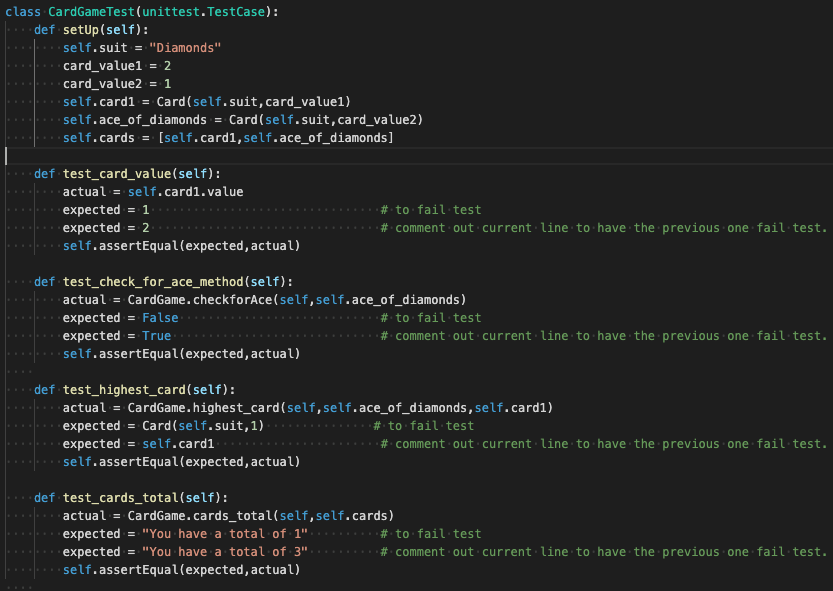 class CardGameTest(unittest.TestCase):
    def setUp(self):
        self.suit = "Diamonds"
        card_value1 = 2
        card_value2 = 1
        self.card1 = Card(self.suit,card_value1)
        self.ace_of_diamonds = Card(self.suit,card_value2)
        self.cards = [self.card1,self.ace_of_diamonds]

    def test_card_value(self):
        actual = self.card1.value
        expected = 1                                # to fail test
        expected = 2                                # comment out current line to have the previous one fail test.
        self.assertEqual(expected,actual)

    def test_check_for_ace_method(self):
        actual = CardGame.checkforAce(self,self.ace_of_diamonds)
        expected = False                            # to fail test
        expected = True                             # comment out current line to have the previous one fail test.
        self.assertEqual(expected,actual)

    def test_highest_card(self):
        actual = CardGame.highest_card(self,self.ace_of_diamonds,self.card1)
        expected = Card(self.suit,1)               # to fail test
        expected = self.card1                       # comment out current line to have the previous one fail test.
        self.assertEqual(expected,actual)

    def test_cards_total(self):
        actual = CardGame.cards_total(self,self.cards)
        expected = "You have a total of 1"          # to fail test
        expected = "You have a total of 3"          # comment out current line to have the previous one fail test.
        self.assertEqual(expected,actual)